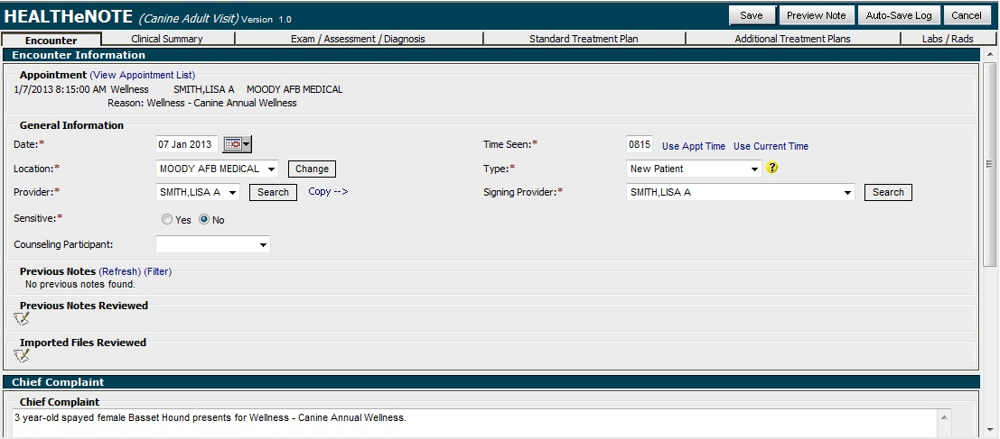 HEALTHeNOTE (Canine Adult Visit) Version 1.0 Save Preview Note Auto-Save Log Cancel
Encounter Clinical Summary Exam / Assessment / Diagnosis Standard Treatment Plan Additional Treatment Plans Labs / Rads
Encounter Information
Appointment (View Appointment List)
1/7/2013 8:15:00 AM Wellness SMITH,LISA A MOODY AFB MEDICAL
Reason: Wellness - Canine Annual Wellness
General Information
Date:* 07 Jan 2013 Time Seen:* 0815 Use Appt Time Use Current Time
Location:* MOODY AFB MEDICAL Change Type:* New Patient ?
Provider:* SMITH,LISA A Search Copy --> Signing Provider:* SMITH,LISA A Search
Sensitive:* Yes No
Counseling Participant:
Previous Notes (Refresh) (Filter)
No previous notes found.
Previous Notes Reviewed
Imported Files Reviewed
Chief Complaint
Chief Complaint
3 year-old spayed female Basset Hound presents for Wellness - Canine Annual Wellness.